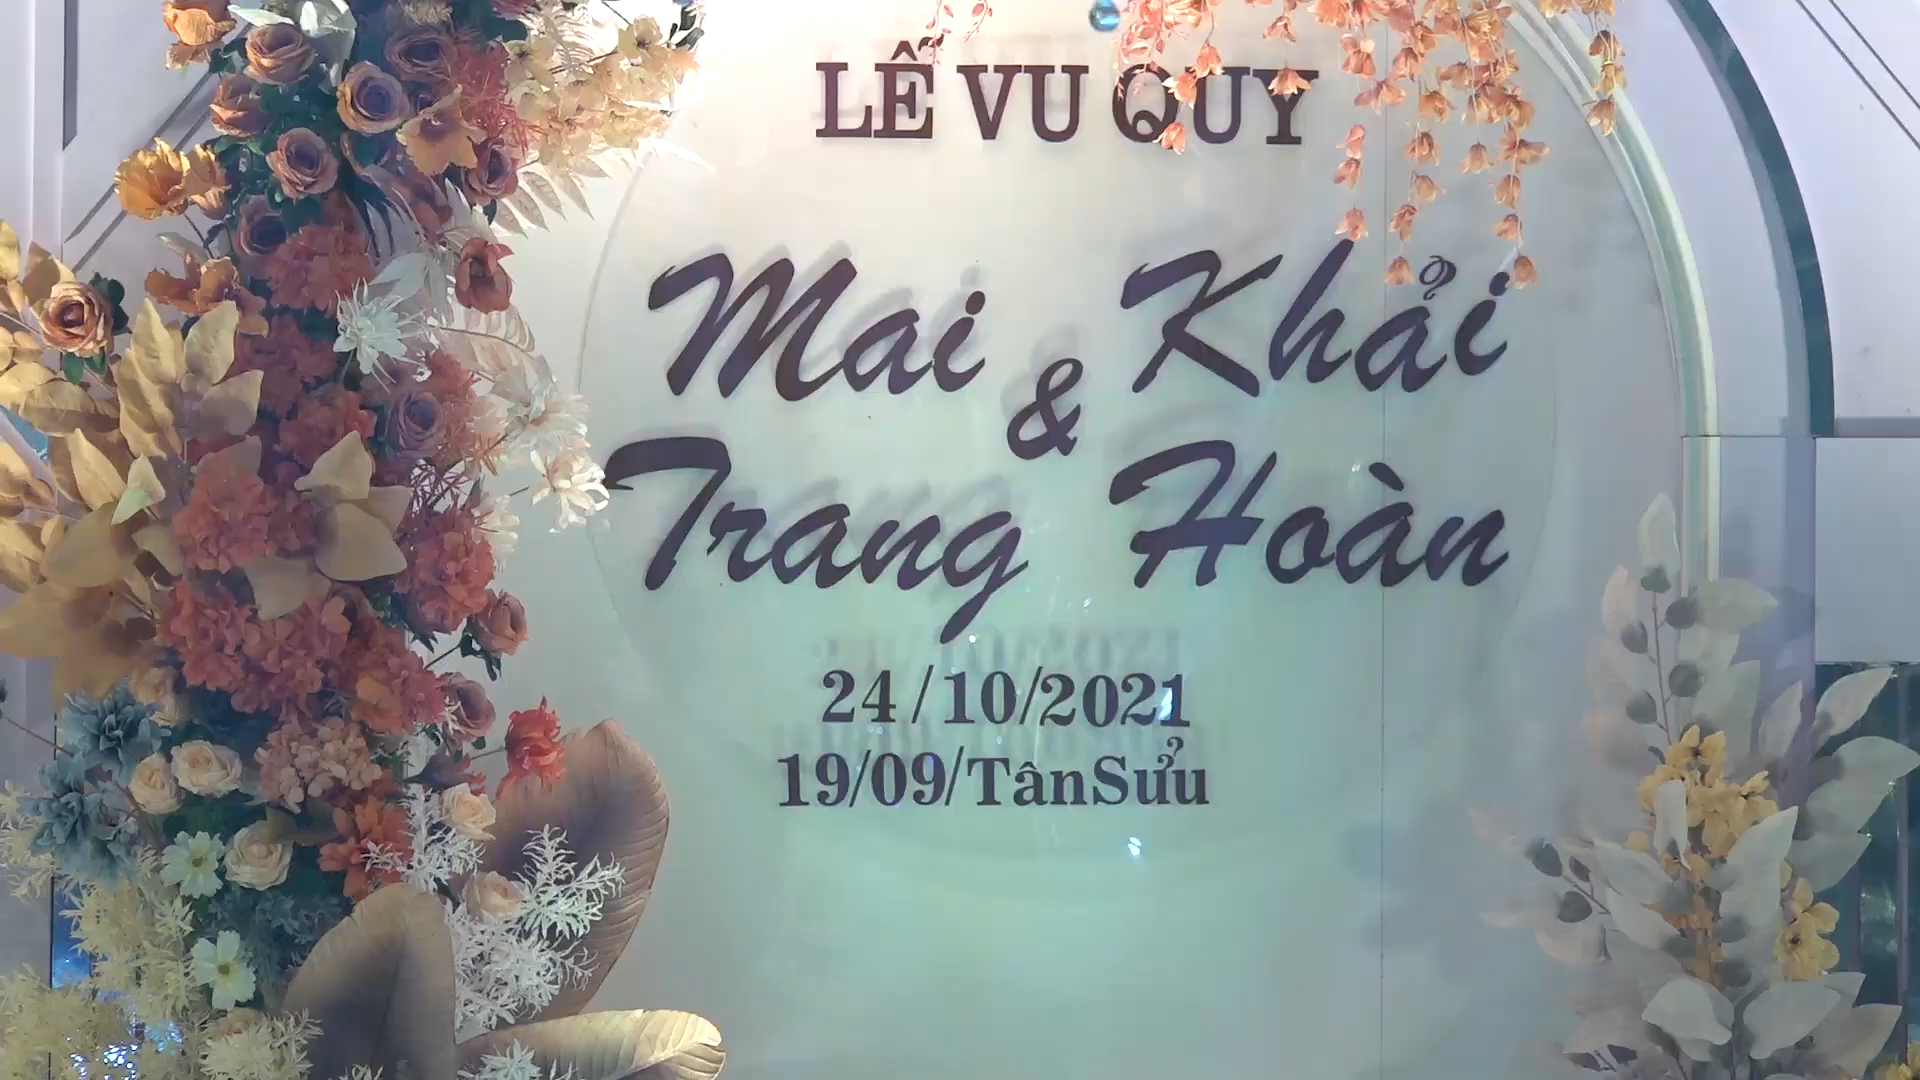 LỄ VU QUY
Mai & Khải
Trang Hoàn
24/10/2021
19/09/TânSửu